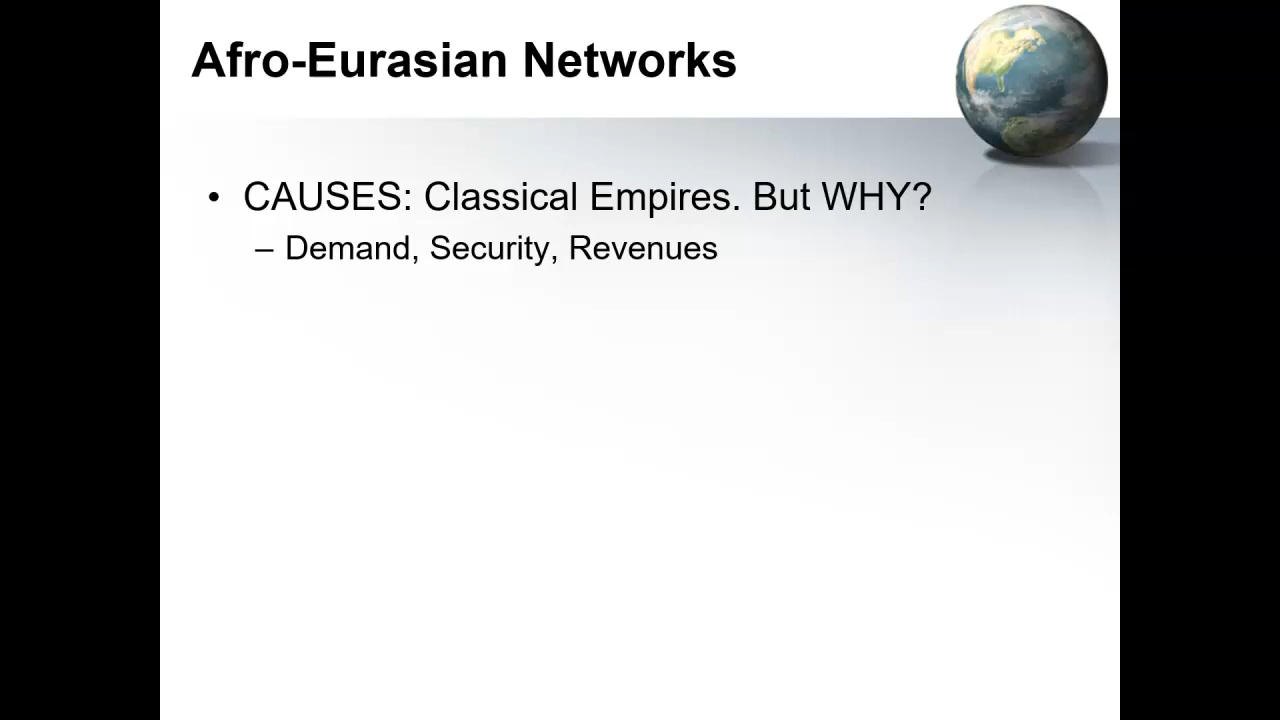 Afro-Eurasian Networks
• CAUSES: Classical Empires. But WHY?
– Demand, Security, Revenues